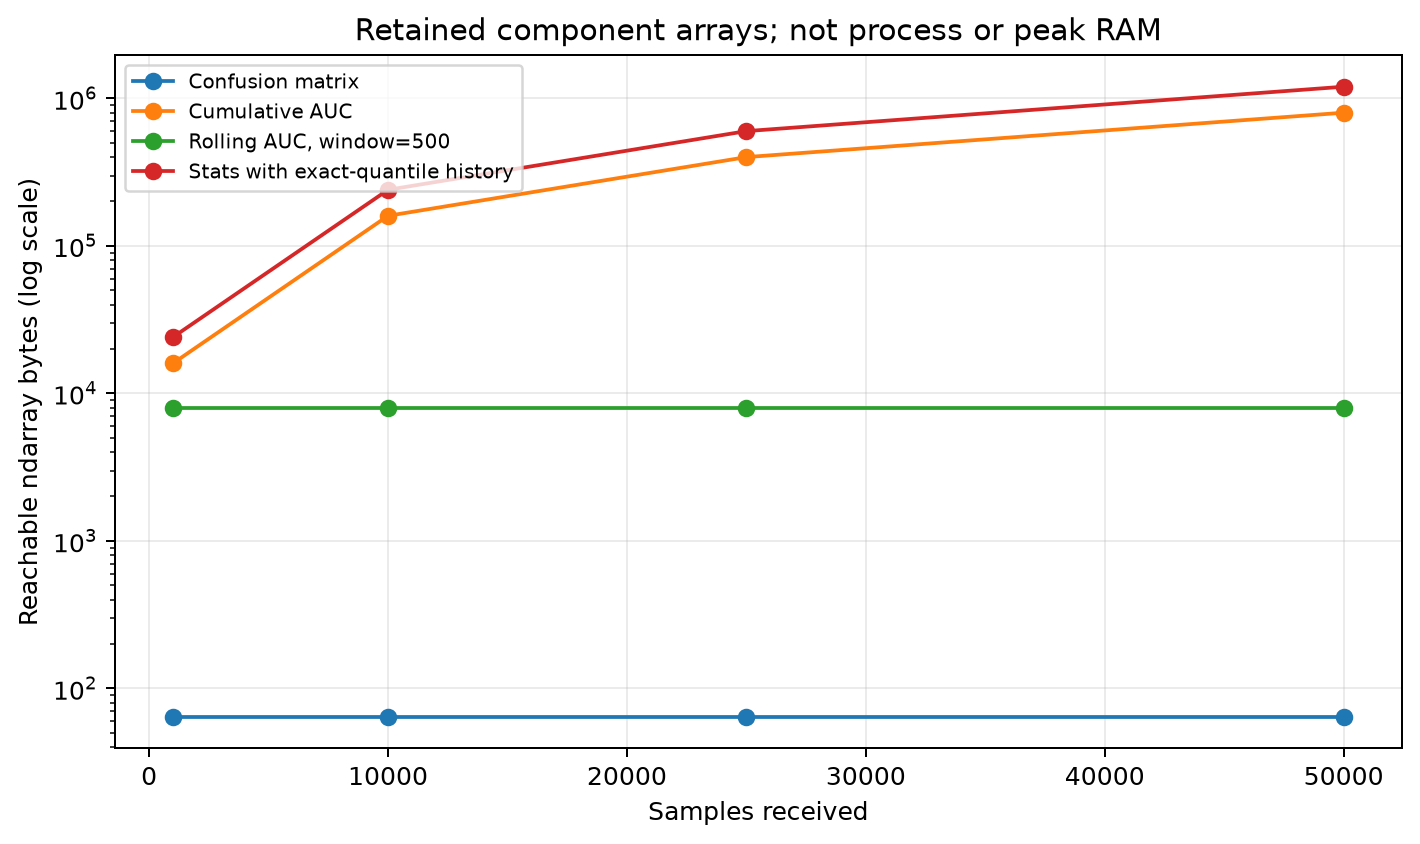 Retained component arrays; not process or peak RAM
Confusion matrix
Cumulative AUC
Rolling AUC, window=500
Stats with exact-quantile history
Reachable ndarray bytes (log scale)
10⁶
10⁵
10⁴
10³
10²
0 10000 20000 30000 40000 50000
Samples received